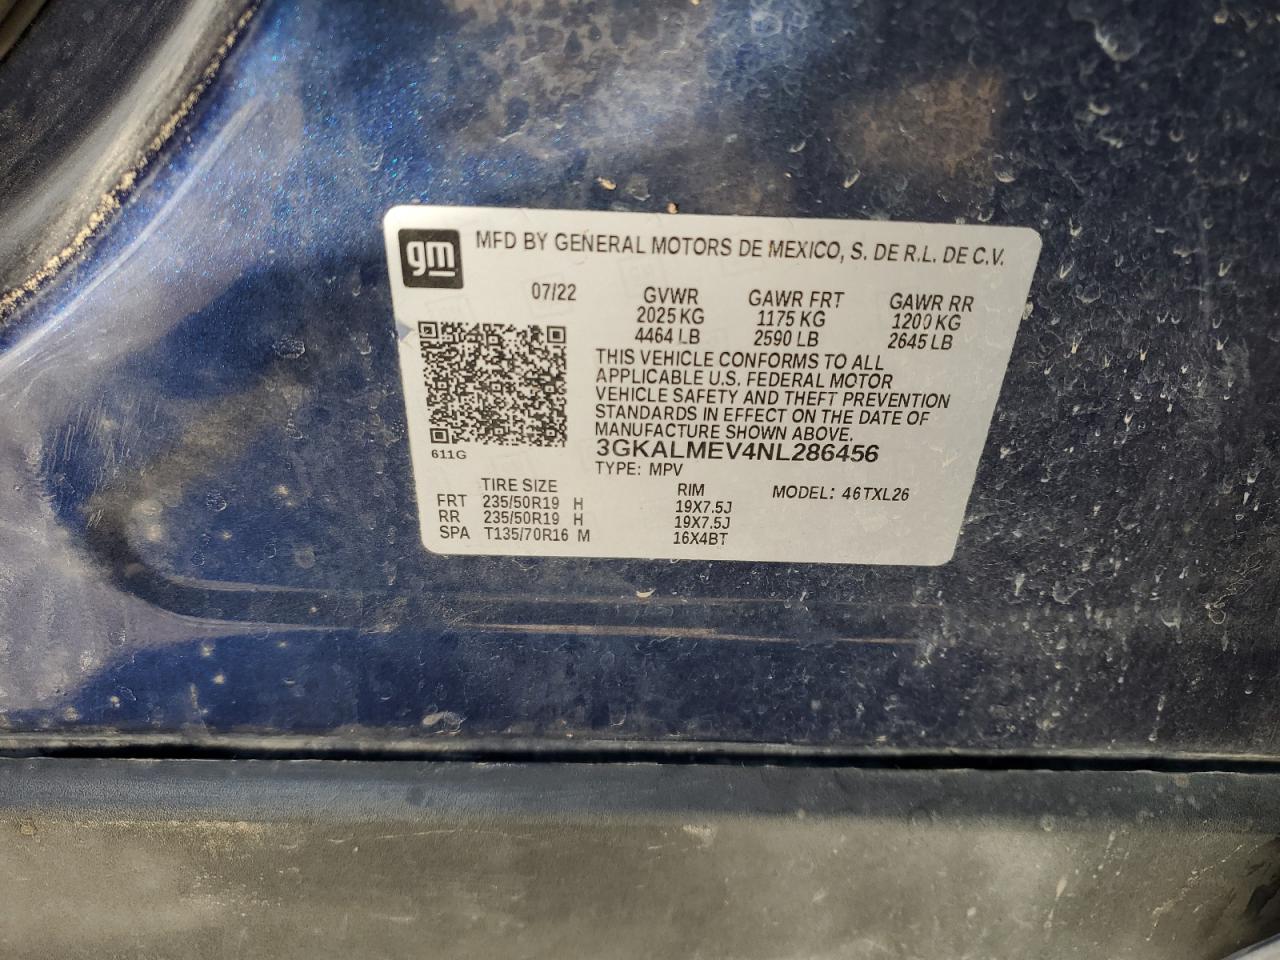 gm MFD BY GENERAL MOTORS DE MEXICO, S. DE R.L. DE C.V.
07/22 GVWR GAWR FRT GAWR RR
2025 KG 1175 KG 1200 KG
4464 LB 2590 LB 2645 LB
THIS VEHICLE CONFORMS TO ALL
APPLICABLE U.S. FEDERAL MOTOR
VEHICLE SAFETY AND THEFT PREVENTION
STANDARDS IN EFFECT ON THE DATE OF
MANUFACTURE SHOWN ABOVE.
611G 3GKALMEV4NL286456
TYPE: MPV
TIRE SIZE RIM MODEL: 46TXL26
FRT 235/50R19 H 19X7.5J
RR 235/50R19 H 19X7.5J
SPA T135/70R16 M 16X4BT